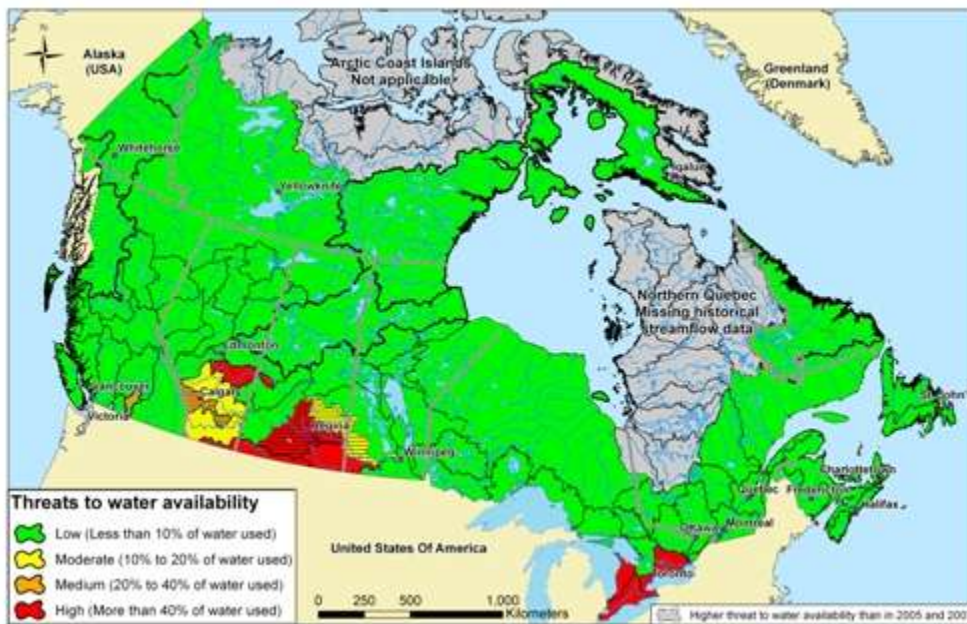 Alaska
(USA)
Arctic Coast Islands
Not applicable
Greenland
(Denmark)
Whitehorse
Yellowknife
Iqaluit
Northern Quebec
Missing historical
streamflow data
Edmonton
Calgary
Vancouver
Victoria
Regina
Winnipeg
St. John'
Charlottetown
Québec
Fredericton
Halifax
Ottawa
Montreal
Toronto
United States Of America
Threats to water availability
Low (Less than 10% of water used)
Moderate (10% to 20% of water used)
Medium (20% to 40% of water used)
High (More than 40% of water used)
0 250 500 1,000
Kilometers
Higher threat to water availability than in 2005 and 200